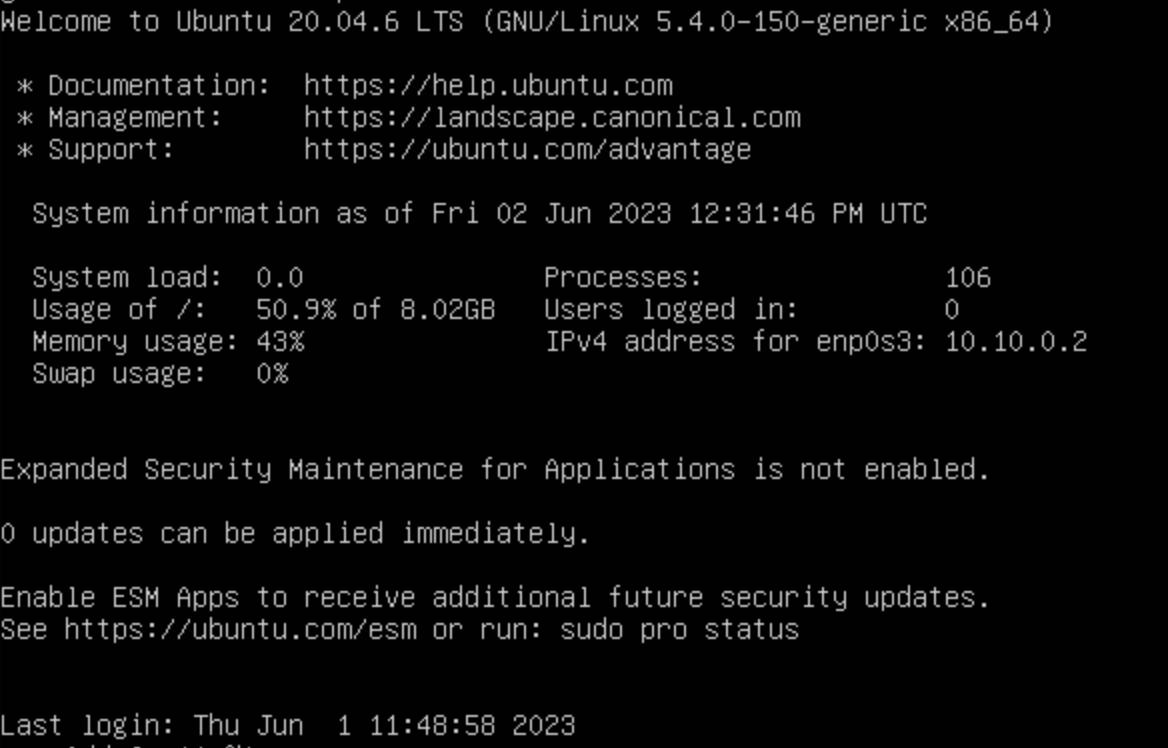 Welcome to Ubuntu 20.04.6 LTS (GNU/Linux 5.4.0-150-generic x86_64)
* Documentation: https://help.ubuntu.com
* Management: https://landscape.canonical.com
* Support: https://ubuntu.com/advantage
System information as of Fri 02 Jun 2023 12:31:46 PM UTC
System load: 0.0 Processes: 106
Usage of /: 50.9% of 8.02GB Users logged in: 0
Memory usage: 43% IPv4 address for enp0s3: 10.10.0.2
Swap usage: 0%
Expanded Security Maintenance for Applications is not enabled.
0 updates can be applied immediately.
Enable ESM Apps to receive additional future security updates.
See https://ubuntu.com/esm or run: sudo pro status
Last login: Thu Jun  1 11:48:58 2023